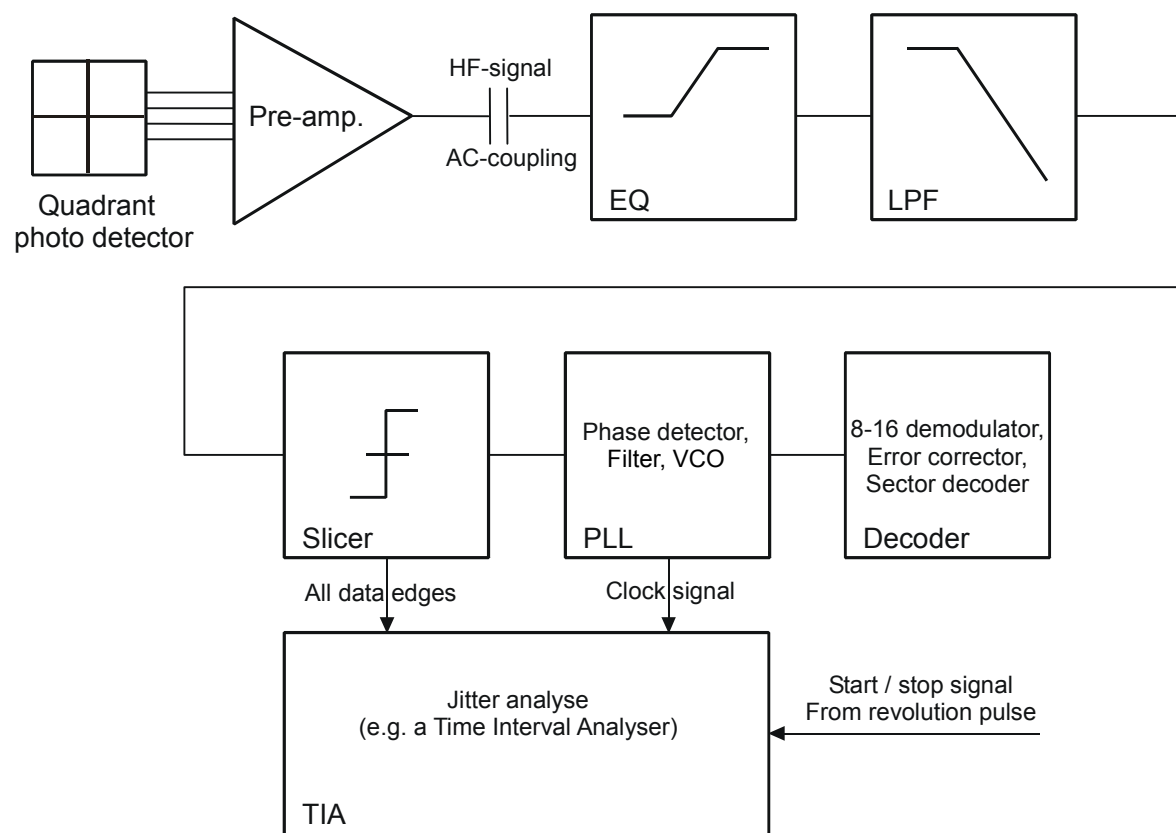 Pre-amp.
HF-signal
AC-coupling
EQ
LPF
Quadrant
photo detector
Phase detector,
Filter, VCO
8-16 demodulator,
Error corrector,
Sector decoder
Slicer
PLL
Decoder
All data edges
Clock signal
Jitter analyse
(e.g. a Time Interval Analyser)
Start / stop signal
From revolution pulse
TIA